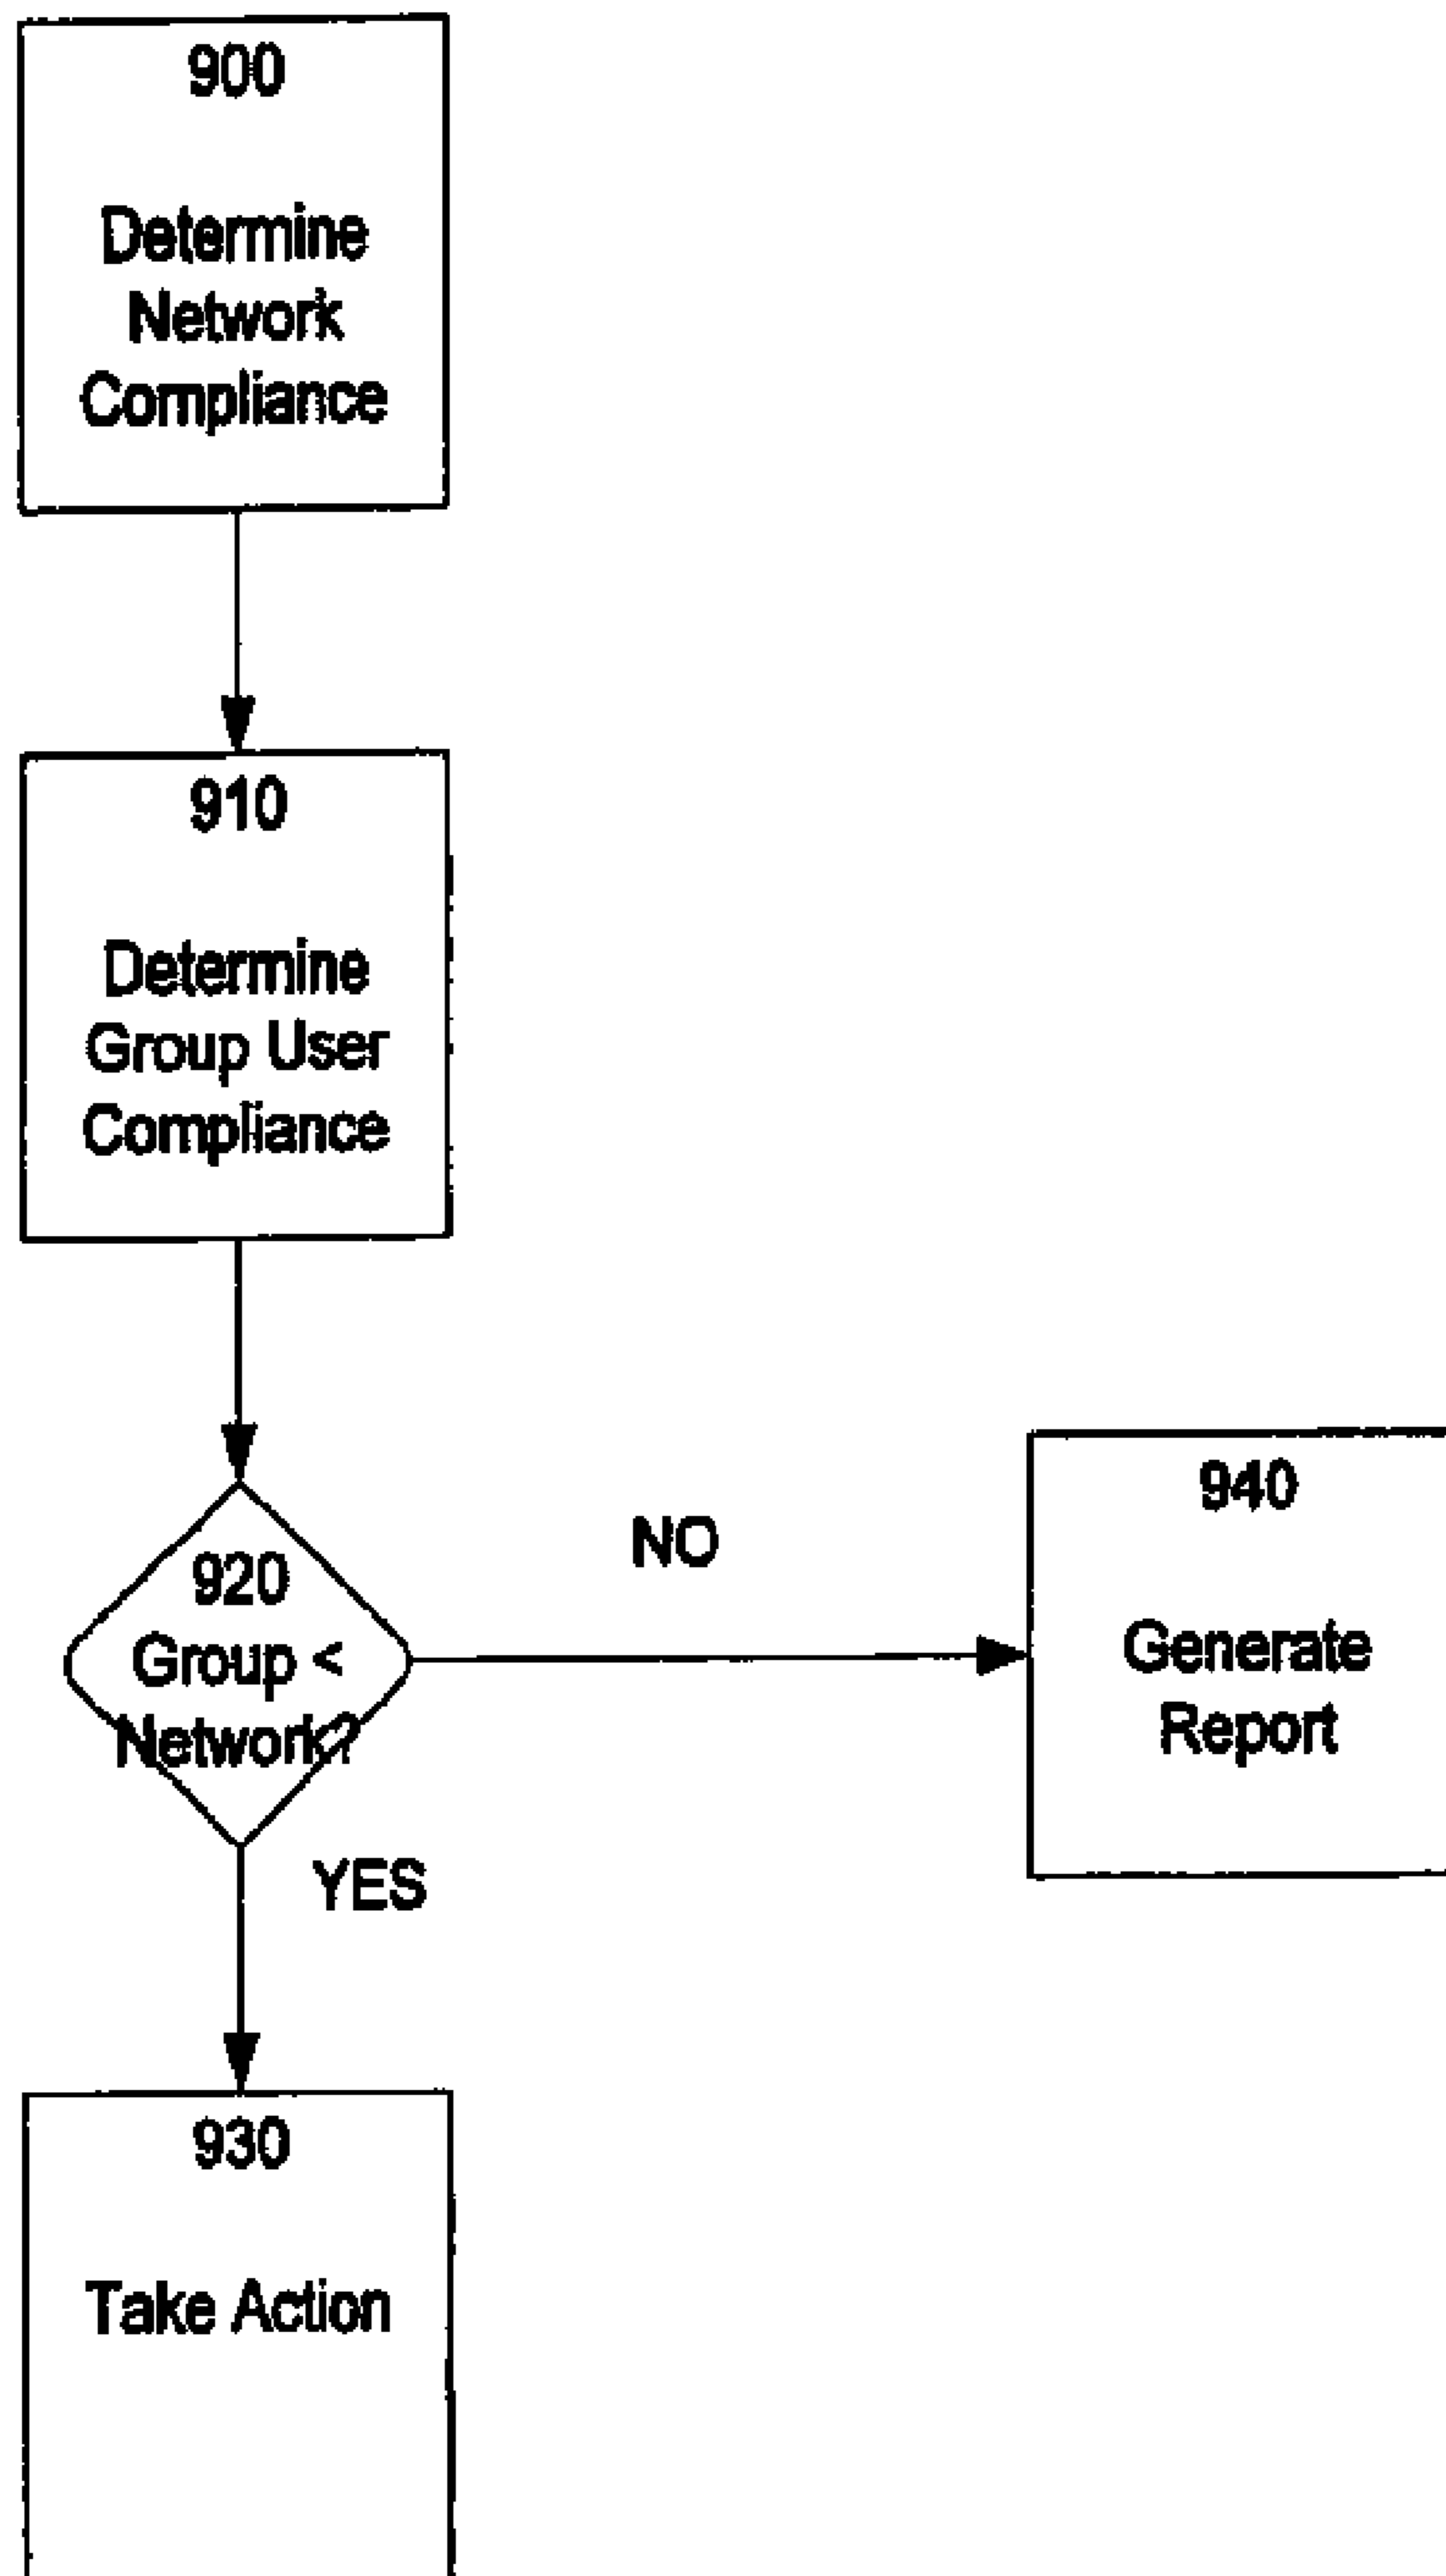 900
Determine
Network
Compliance
910
Determine
Group User
Compliance
920
Group <
Network?
NO
940
Generate
Report
YES
930
Take Action